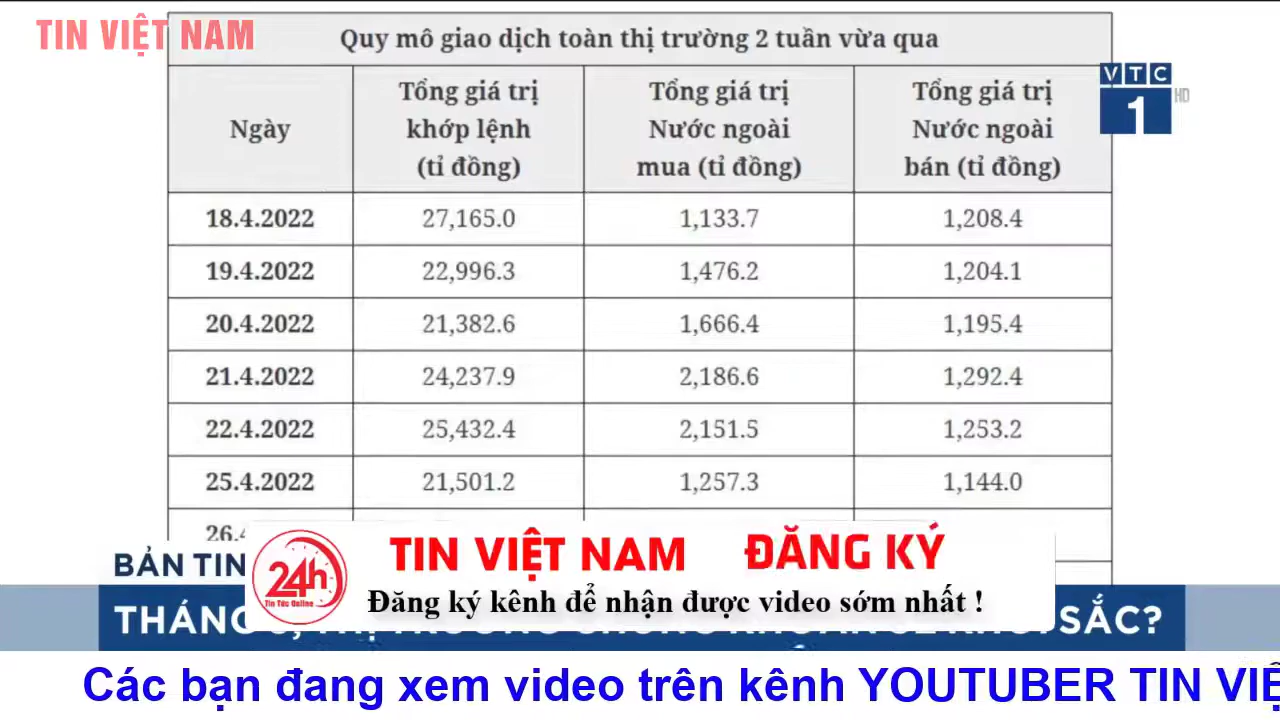 TIN VIỆT NAM
Quy mô giao dịch toàn thị trường 2 tuần vừa qua
VTC
1 HD
Ngày
Tổng giá trị
khớp lệnh
(tỉ đồng)
Tổng giá trị
Nước ngoài
mua (tỉ đồng)
Tổng giá trị
Nước ngoài
bán (tỉ đồng)
18.4.2022 27,165.0 1,133.7 1,208.4
19.4.2022 22,996.3 1,476.2 1,204.1
20.4.2022 21,382.6 1,666.4 1,195.4
21.4.2022 24,237.9 2,186.6 1,292.4
22.4.2022 25,432.4 2,151.5 1,253.2
25.4.2022 21,501.2 1,257.3 1,144.0
BẢN TIN
24h
Tin Tức Online
TIN VIỆT NAM ĐĂNG KÝ
Đăng ký kênh để nhận được video sớm nhất !
THÁNG SẮC?
Các bạn đang xem video trên kênh YOUTUBER TIN VIỆ